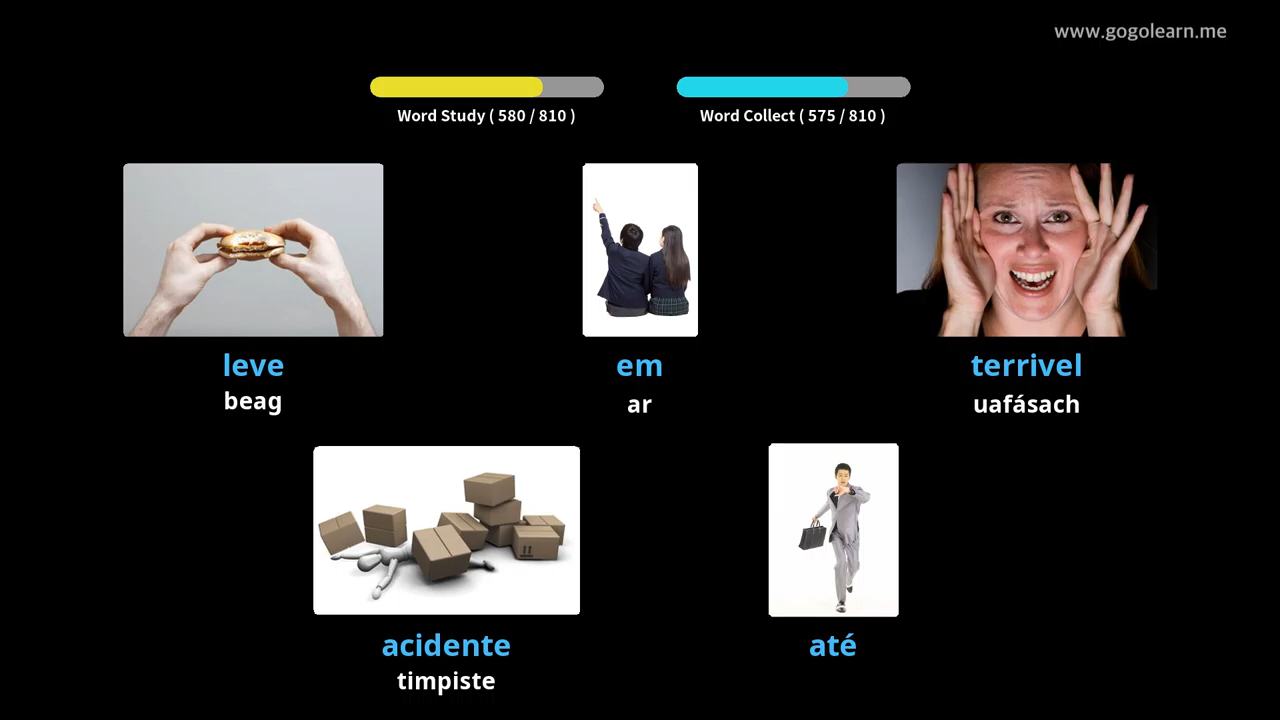 www.gogolearn.me
Word Study ( 580 / 810 )
Word Collect ( 575 / 810 )
leve
beag
em
ar
terrivel
uafásach
acidente
timpiste
até